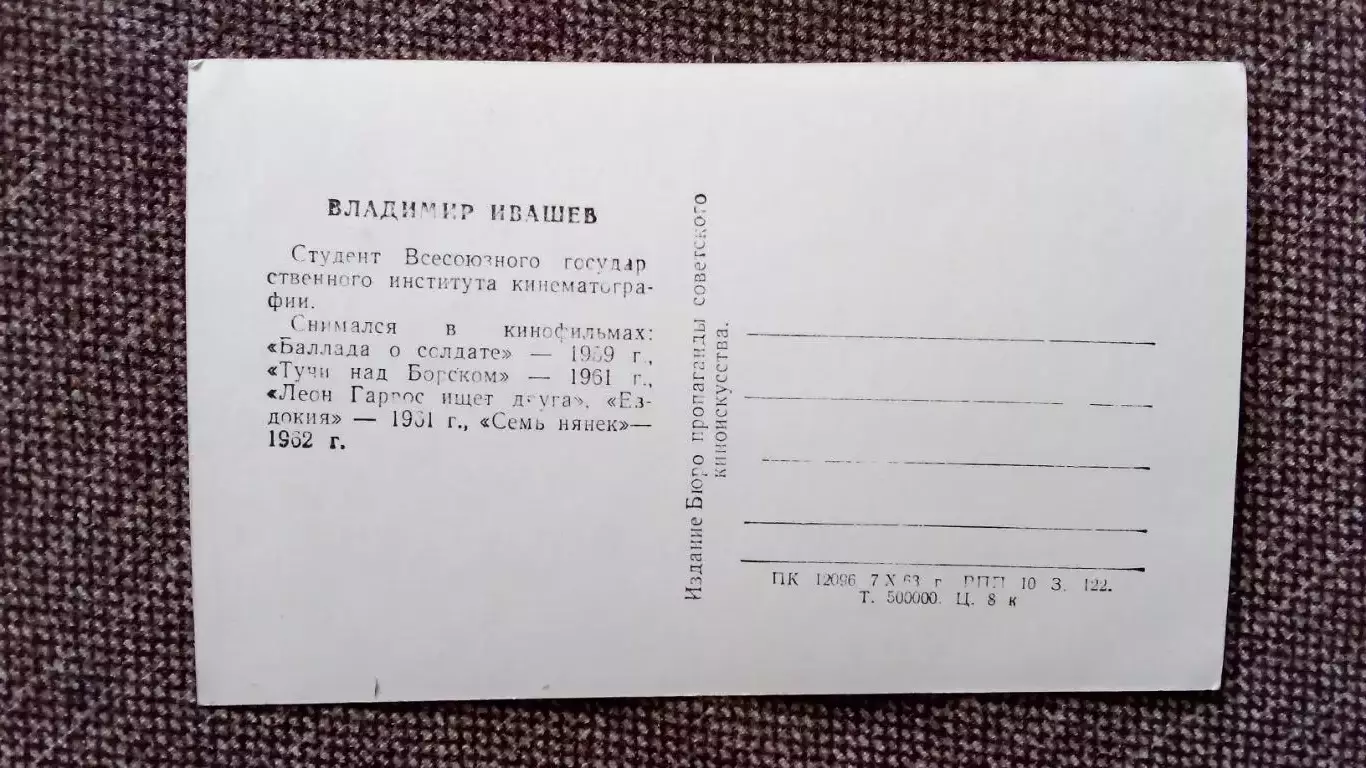 ВЛАДИМИР ИВАШЕВ
Студент Всесоюзного государ
ственного института кинематогра-
фии.
Снимался в кинофильмах:
«Баллада о солдате» — 1959 г.,
«Тучи над Борском» — 1961 г.,
«Леон Гаррос ищет друга», «Ев-
докия» — 1961 г., «Семь нянек»—
1962 г.
Издание Бюро пропаганды советского
киноискусства.
ПК 12096 7 X 63 г РПП 10 З. 122.
Т. 500000. Ц. 8 к